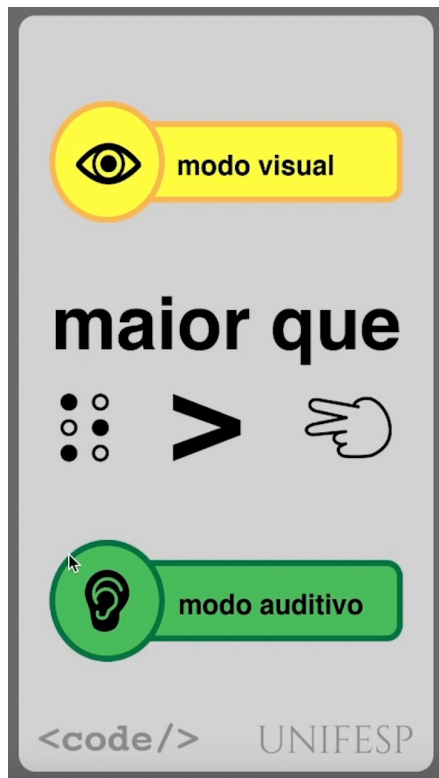 modo visual
maior que
>
modo auditivo
<code/> UNIFESP